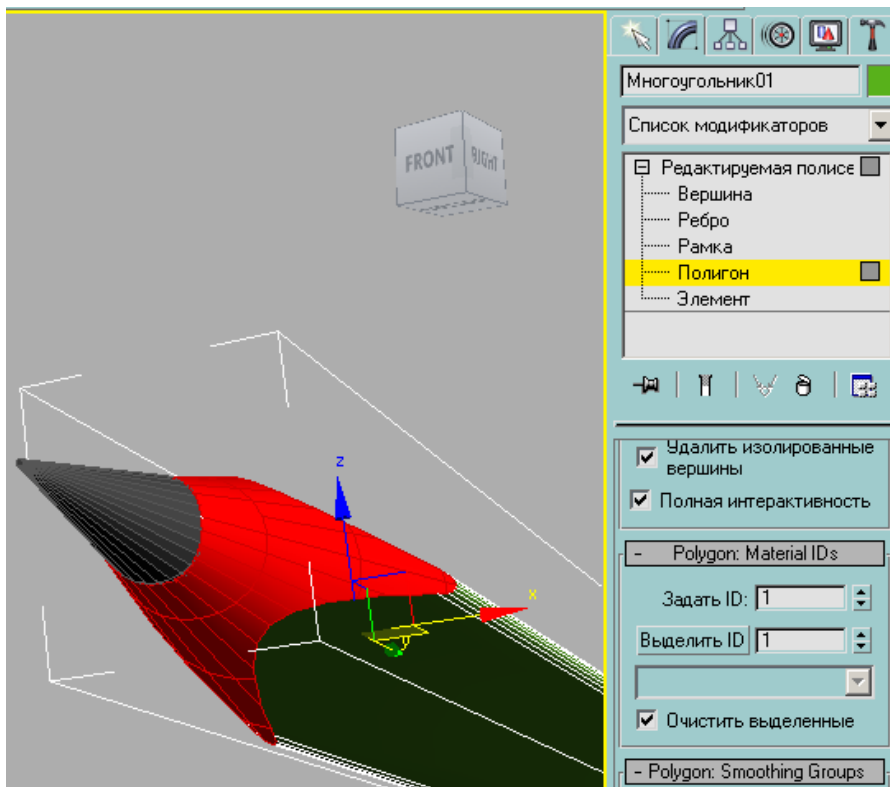 Многоугольник01
Список модификаторов
Редактируемая полисе
Вершина
Ребро
Рамка
Полигон
Элемент
Удалить изолированные
вершины
Полная интерактивность
- Polygon: Material IDs
Задать ID: 1
Выделить ID 1
Очистить выделенные
- Polygon: Smoothing Groups
FRONT
RIGHT
z
x